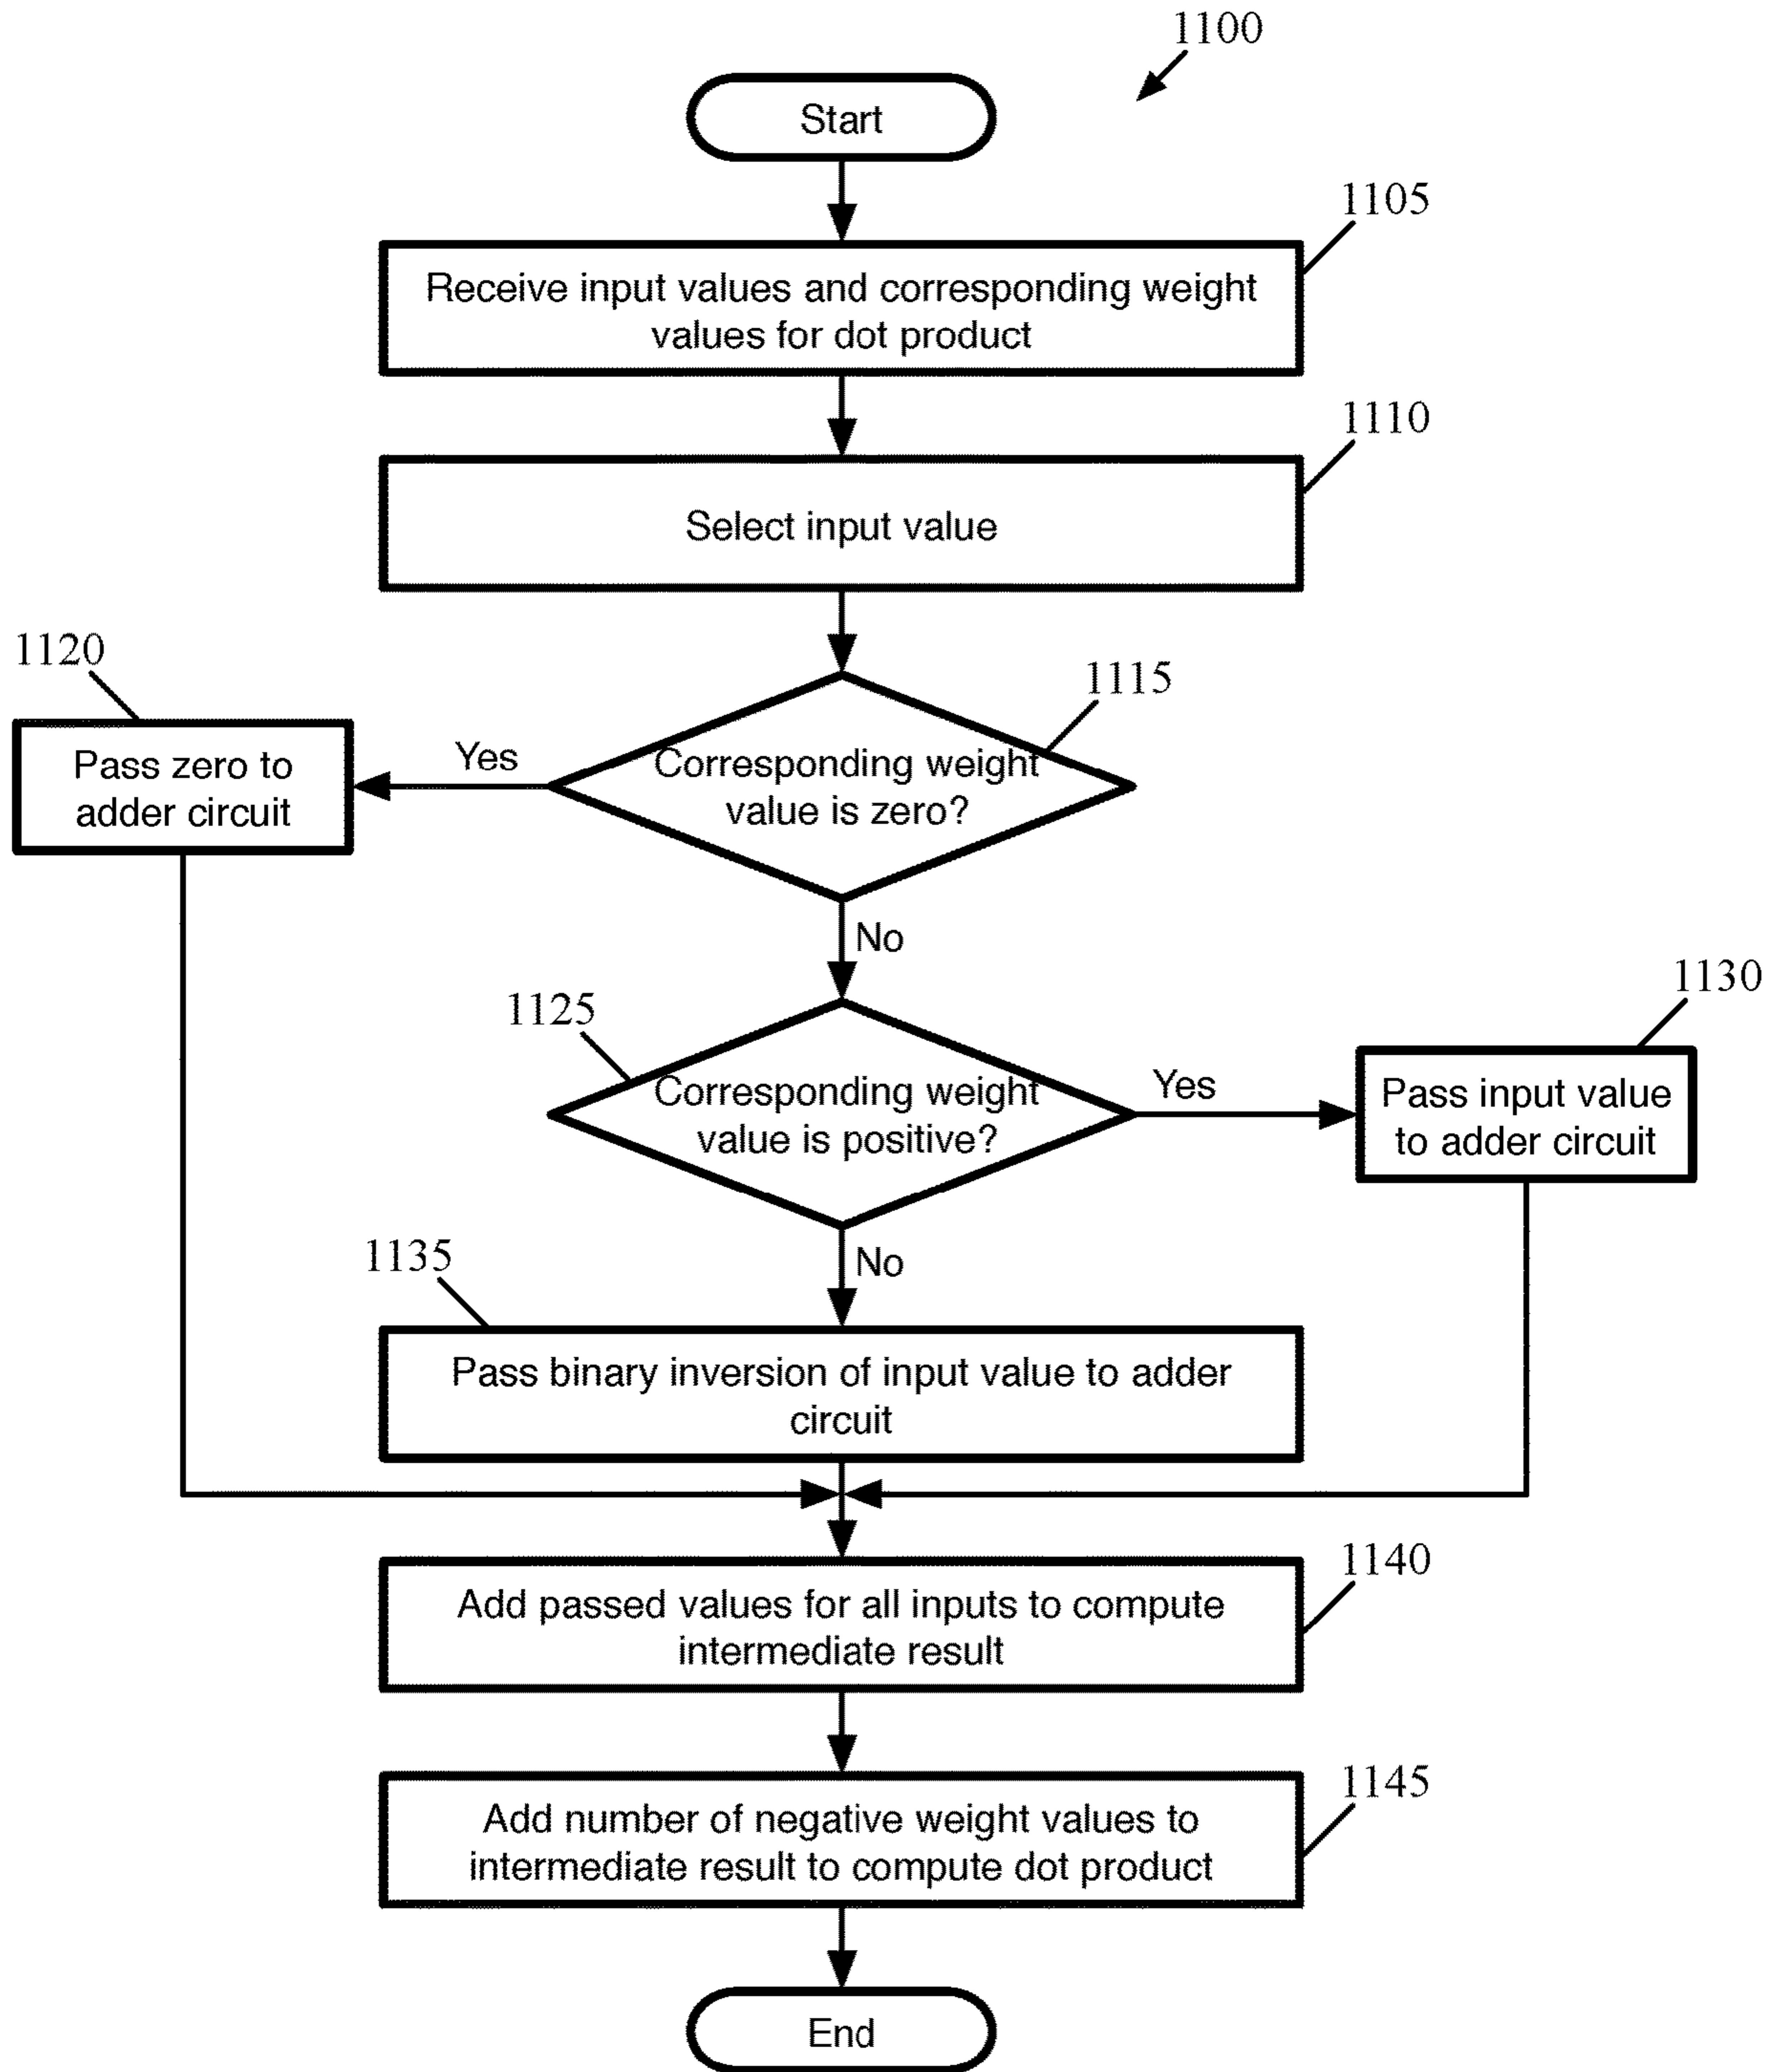 1100
Start
1105
Receive input values and corresponding weight
values for dot product
1110
Select input value
1120
1115
Pass zero to
adder circuit
Yes
Corresponding weight
value is zero?
No
1125
1130
Corresponding weight
value is positive?
Yes
Pass input value
to adder circuit
No
1135
Pass binary inversion of input value to adder
circuit
1140
Add passed values for all inputs to compute
intermediate result
1145
Add number of negative weight values to
intermediate result to compute dot product
End